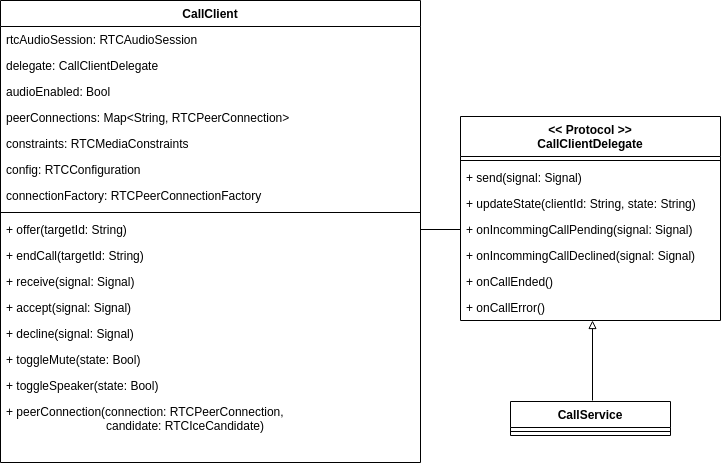 CallClient
rtcAudioSession: RTCAudioSession
delegate: CallClientDelegate
audioEnabled: Bool
peerConnections: Map<String, RTCPeerConnection>
constraints: RTCMediaConstraints
config: RTCConfiguration
connectionFactory: RTCPeerConnectionFactory
+ offer(targetId: String)
+ endCall(targetId: String)
+ receive(signal: Signal)
+ accept(signal: Signal)
+ decline(signal: Signal)
+ toggleMute(state: Bool)
+ toggleSpeaker(state: Bool)
+ peerConnection(connection: RTCPeerConnection,
candidate: RTCIceCandidate)
<< Protocol >>
CallClientDelegate
+ send(signal: Signal)
+ updateState(clientId: String, state: String)
+ onIncommingCallPending(signal: Signal)
+ onIncommingCallDeclined(signal: Signal)
+ onCallEnded()
+ onCallError()
CallService